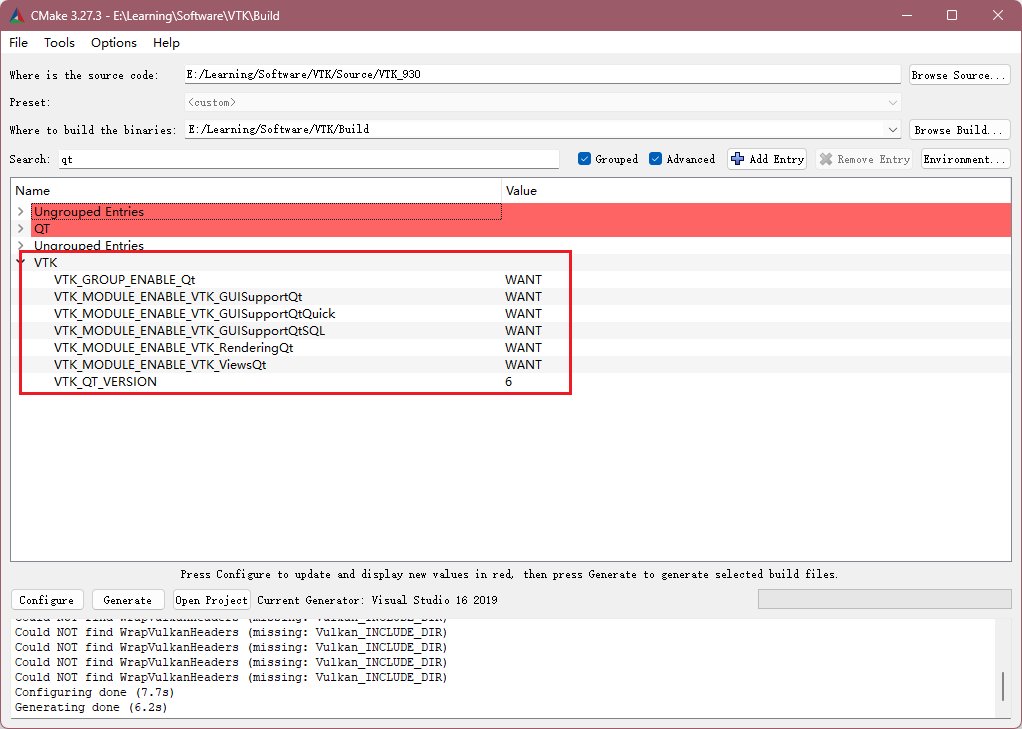 CMake 3.27.3 - E:\Learning\Software\VTK\Build
File Tools Options Help
Where is the source code: E:/Learning/Software/VTK/Source/VTK_930 Browse Source...
Preset: <custom>
Where to build the binaries: E:/Learning/Software/VTK/Build Browse Build...
Search: qt Grouped Advanced Add Entry Remove Entry Environment...
Name Value
Ungrouped Entries
QT
Ungrouped Entries
VTK
VTK_GROUP_ENABLE_Qt WANT
VTK_MODULE_ENABLE_VTK_GUISupportQt WANT
VTK_MODULE_ENABLE_VTK_GUISupportQtQuick WANT
VTK_MODULE_ENABLE_VTK_GUISupportQtSQL WANT
VTK_MODULE_ENABLE_VTK_RenderingQt WANT
VTK_MODULE_ENABLE_VTK_ViewsQt WANT
VTK_QT_VERSION 6
Press Configure to update and display new values in red, then press Generate to generate selected build files.
Configure Generate Open Project Current Generator: Visual Studio 16 2019
Could NOT find WrapVulkanHeaders (missing: Vulkan_INCLUDE_DIR)
Could NOT find WrapVulkanHeaders (missing: Vulkan_INCLUDE_DIR)
Could NOT find WrapVulkanHeaders (missing: Vulkan_INCLUDE_DIR)
Could NOT find WrapVulkanHeaders (missing: Vulkan_INCLUDE_DIR)
Could NOT find WrapVulkanHeaders (missing: Vulkan_INCLUDE_DIR)
Configuring done (7.7s)
Generating done (6.2s)